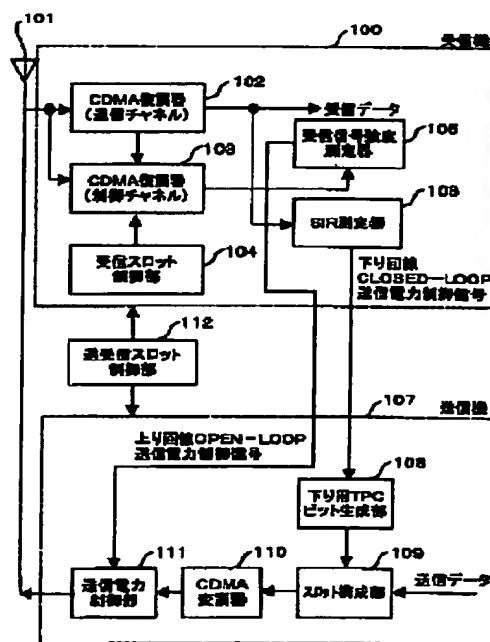 101
100
受信機
102
CDMA復調器
(通信チャネル)
受信データ
103
105
受信信号強度
測定器
CDMA復調器
(制御チャネル)
SIR測定器
104
受信スロット
制御部
下り回線
CLOSED-LOOP
送信電力制御信号
112
送受信スロット
制御部
107
送信機
上り回線OPEN-LOOP
送信電力制御信号
108
下り用TPC
ビット生成部
111
110
109
送信電力
制御部
CDMA
変調器
スロット構成部
送信データ